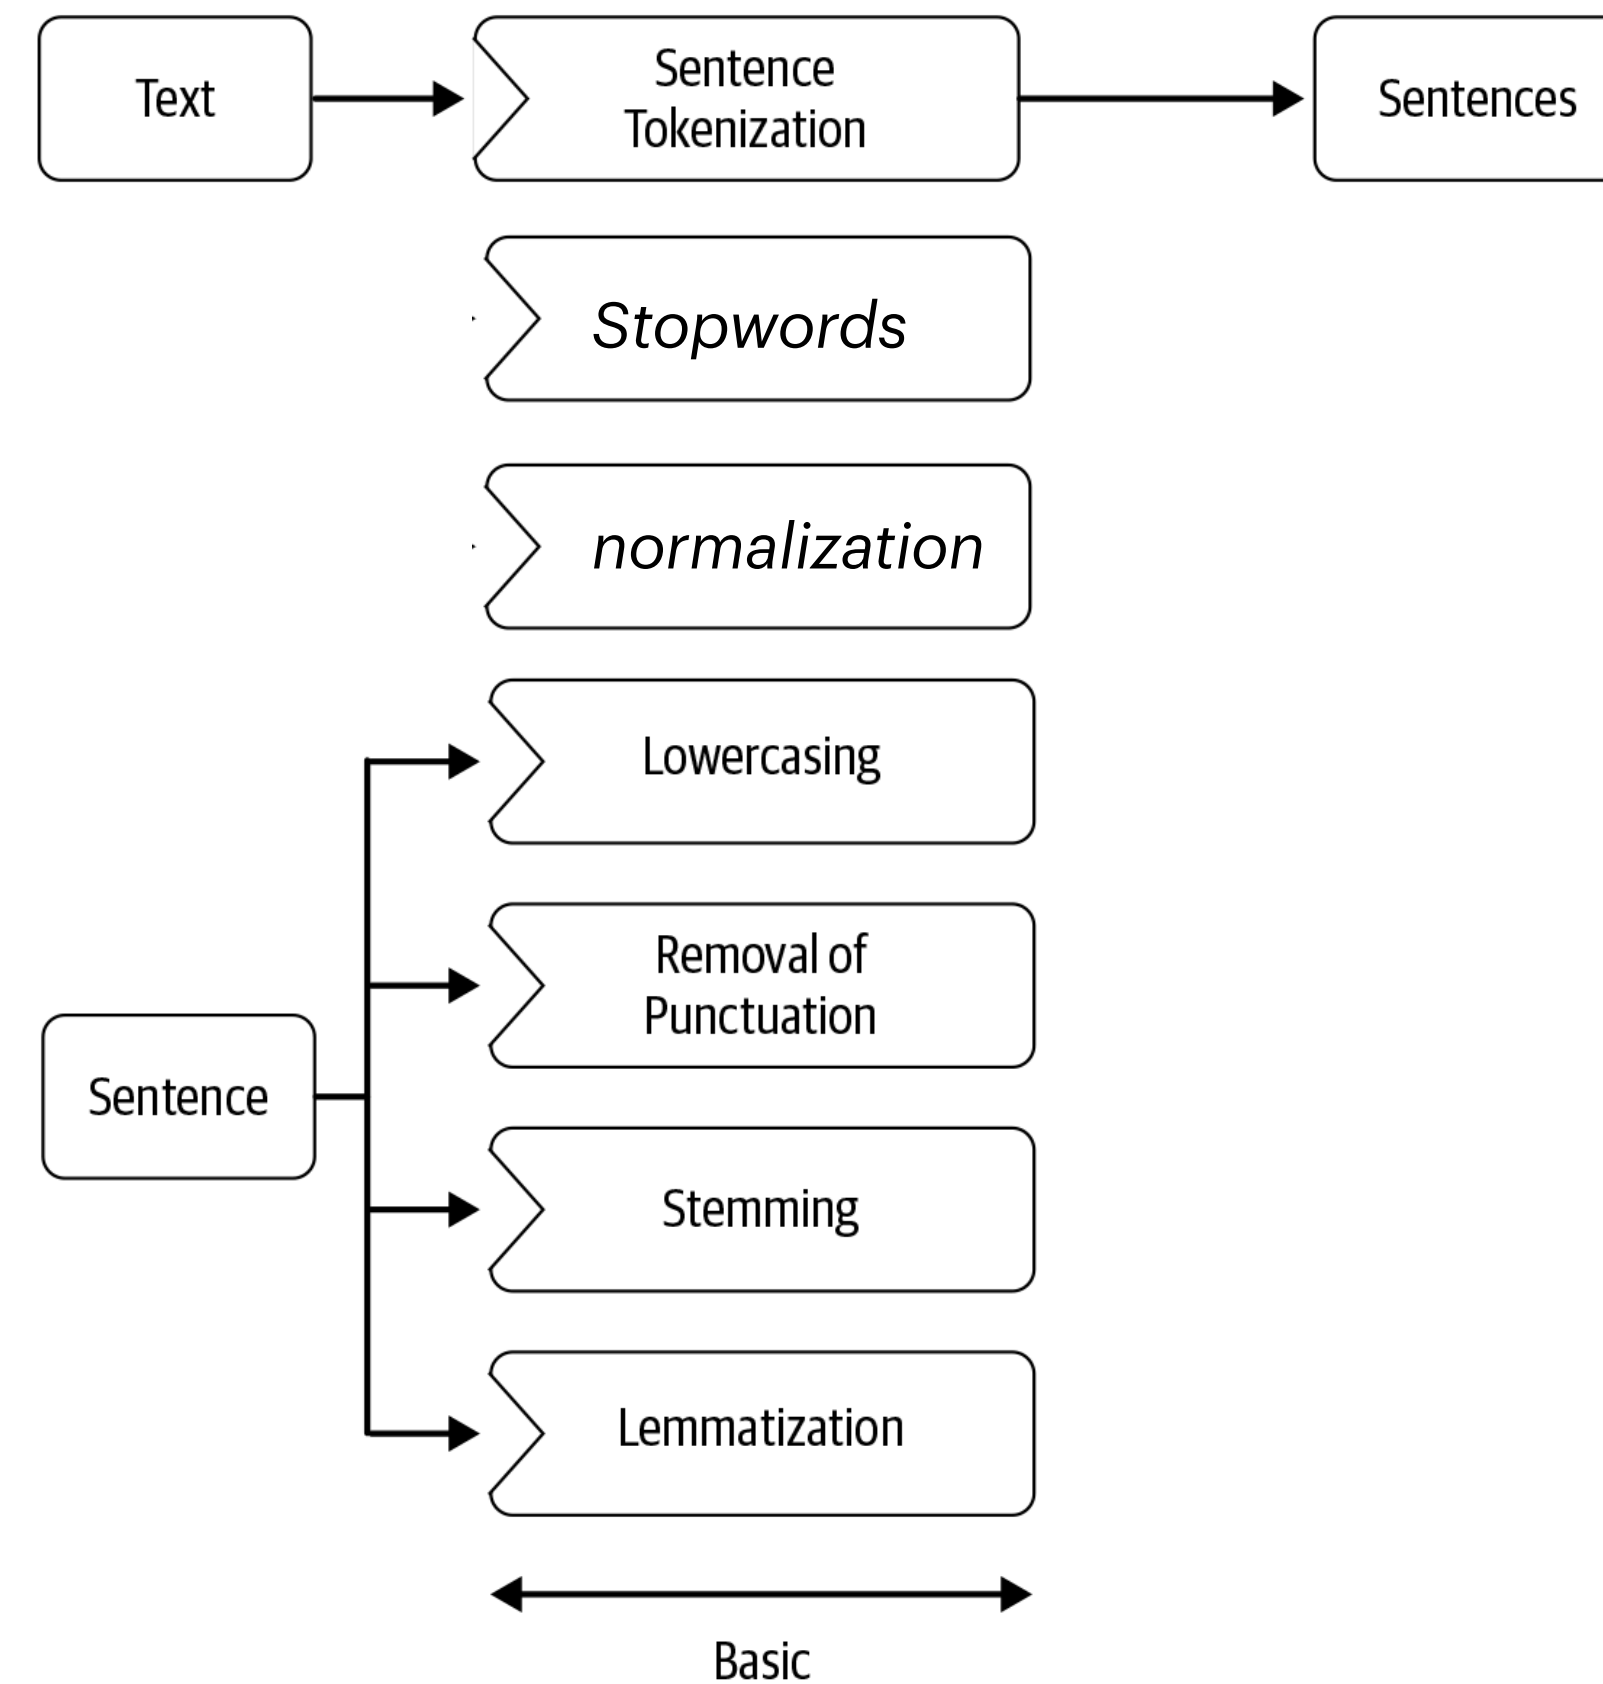 Text
Sentence
Tokenization
Sentences
Stopwords
normalization
Lowercasing
Removal of
Punctuation
Sentence
Stemming
Lemmatization
Basic